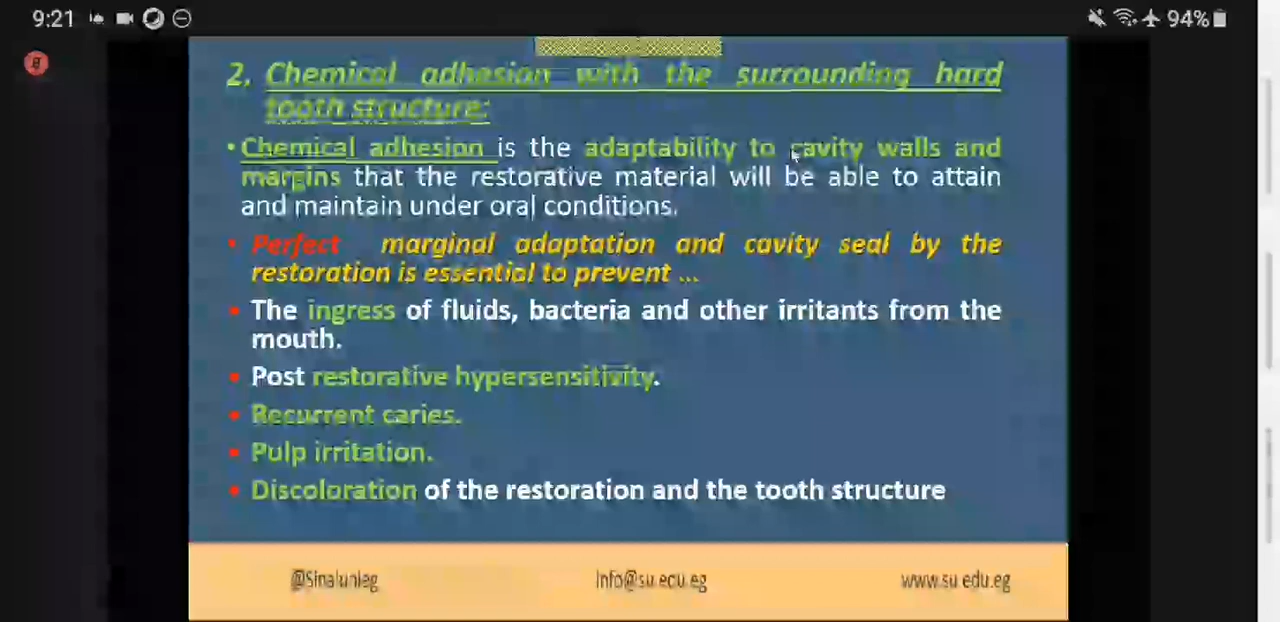 9:21
94%
2. Chemical adhesion with the surrounding hard
tooth structure:
• Chemical adhesion is the adaptability to cavity walls and
margins that the restorative material will be able to attain
and maintain under oral conditions.
• Perfect marginal adaptation and cavity seal by the
restoration is essential to prevent ...
• The ingress of fluids, bacteria and other irritants from the
mouth.
• Post restorative hypersensitivity.
• Recurrent caries.
• Pulp irritation.
• Discoloration of the restoration and the tooth structure
@Sinaiunieg info@su.edu.eg www.su.edu.eg